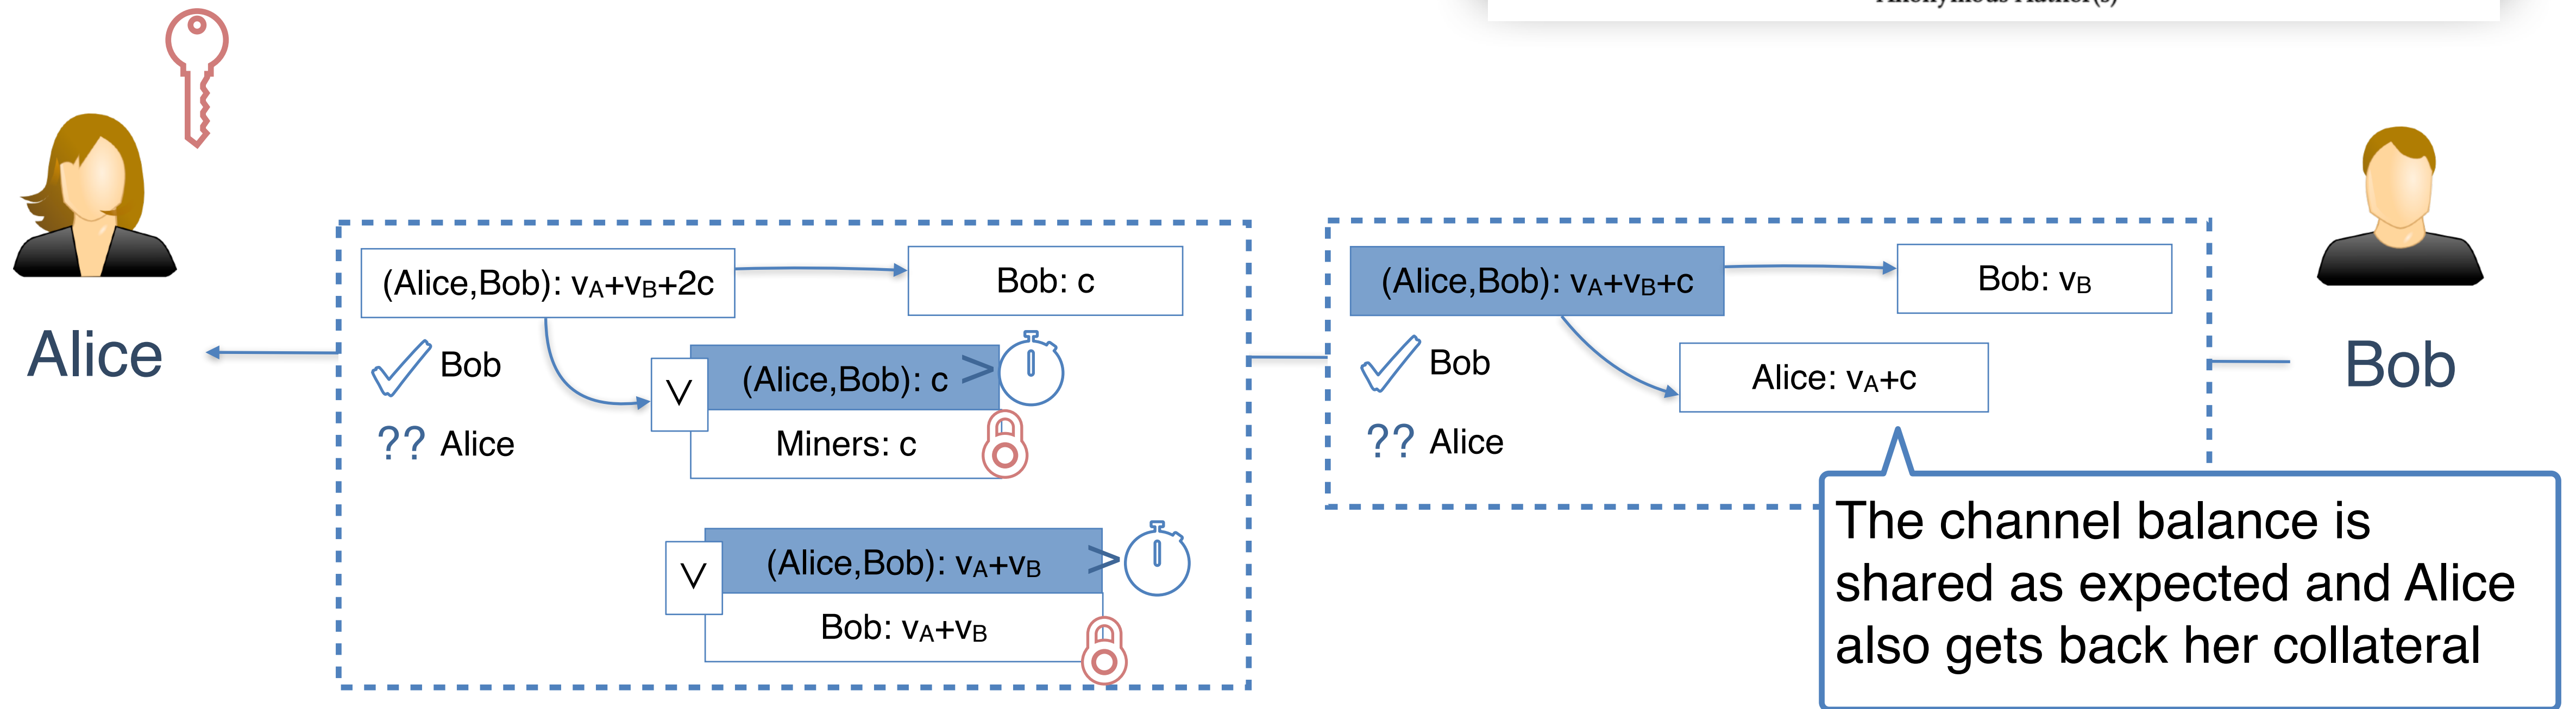 Anonymous Author(s)
Alice
(Alice,Bob): vA+vB+2c
Bob: c
Bob
?? Alice
V
(Alice,Bob): c >
Miners: c
V
(Alice,Bob): vA+vB >
Bob: vA+vB
(Alice,Bob): vA+vB+c
Bob: vB
Bob
?? Alice
Alice: vA+c
Bob
The channel balance is
shared as expected and Alice
also gets back her collateral